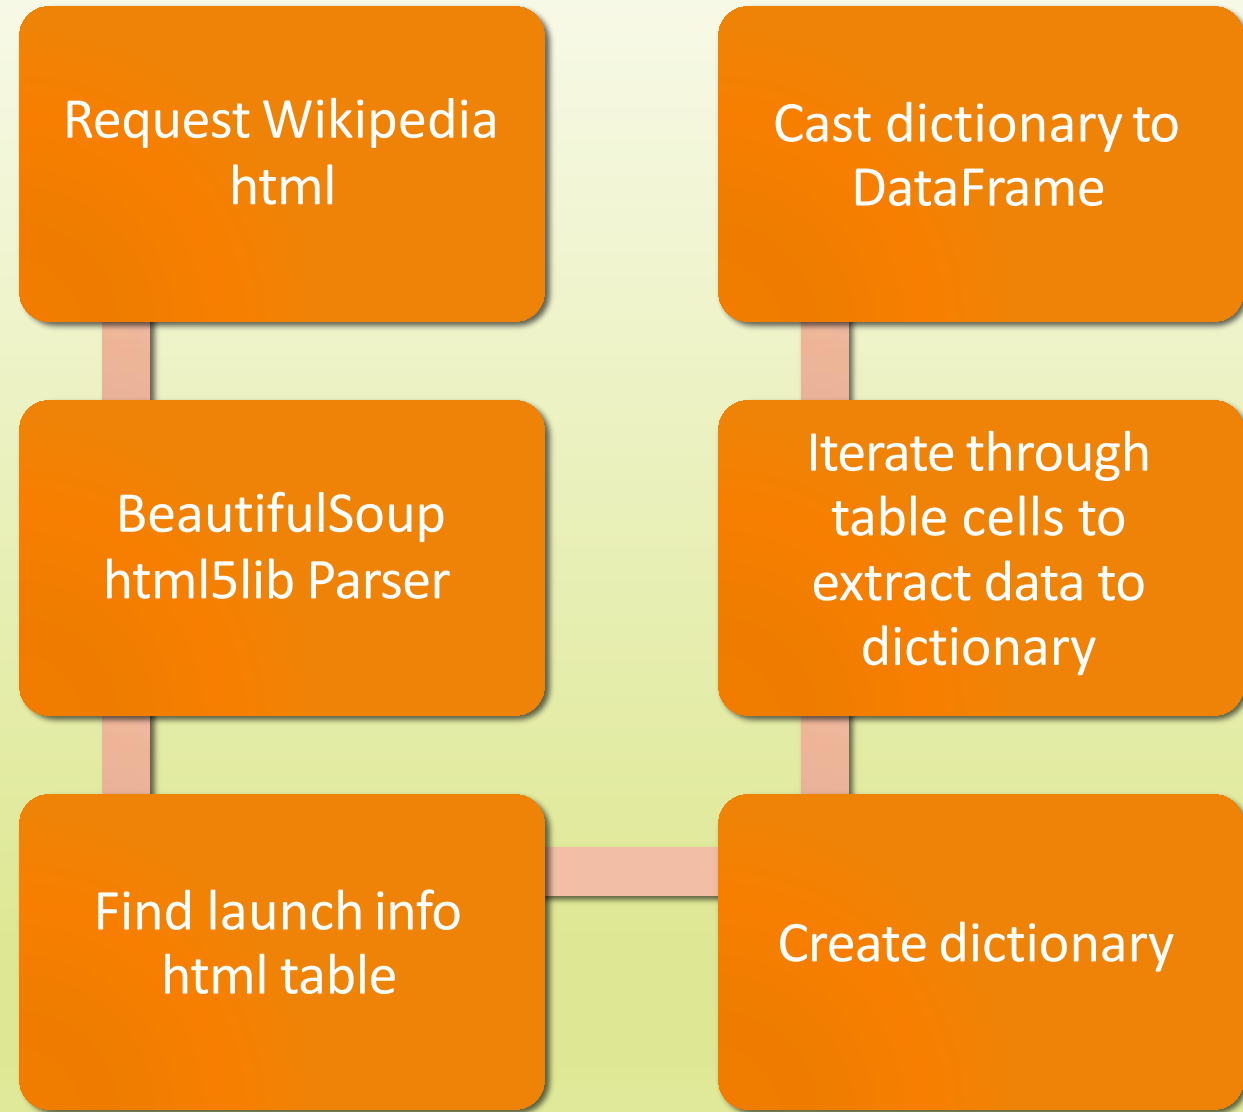 Request Wikipedia
html
BeautifulSoup
html5lib Parser
Find launch info
html table
Create dictionary
Iterate through
table cells to
extract data to
dictionary
Cast dictionary to
DataFrame